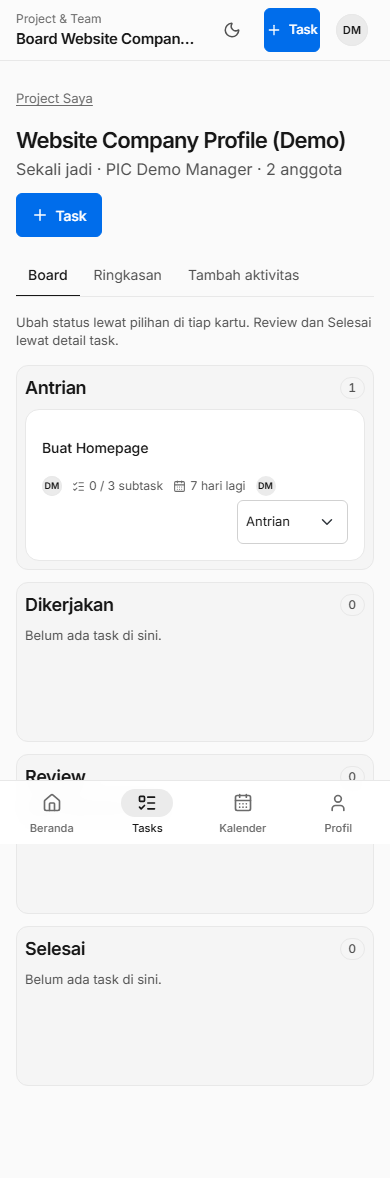 Project & Team
Board Website Compan...
Task
DM
Project Saya
Website Company Profile (Demo)
Sekali jadi · PIC Demo Manager · 2 anggota
Task
Board
Ringkasan
Tambah aktivitas
Ubah status lewat pilihan di tiap kartu. Review dan Selesai
lewat detail task.
Antrian
1
Buat Homepage
DM
0 / 3 subtask
7 hari lagi
DM
Antrian
Dikerjakan
0
Belum ada task di sini.
Review
0
Beranda
Tasks
Kalender
Profil
Selesai
0
Belum ada task di sini.